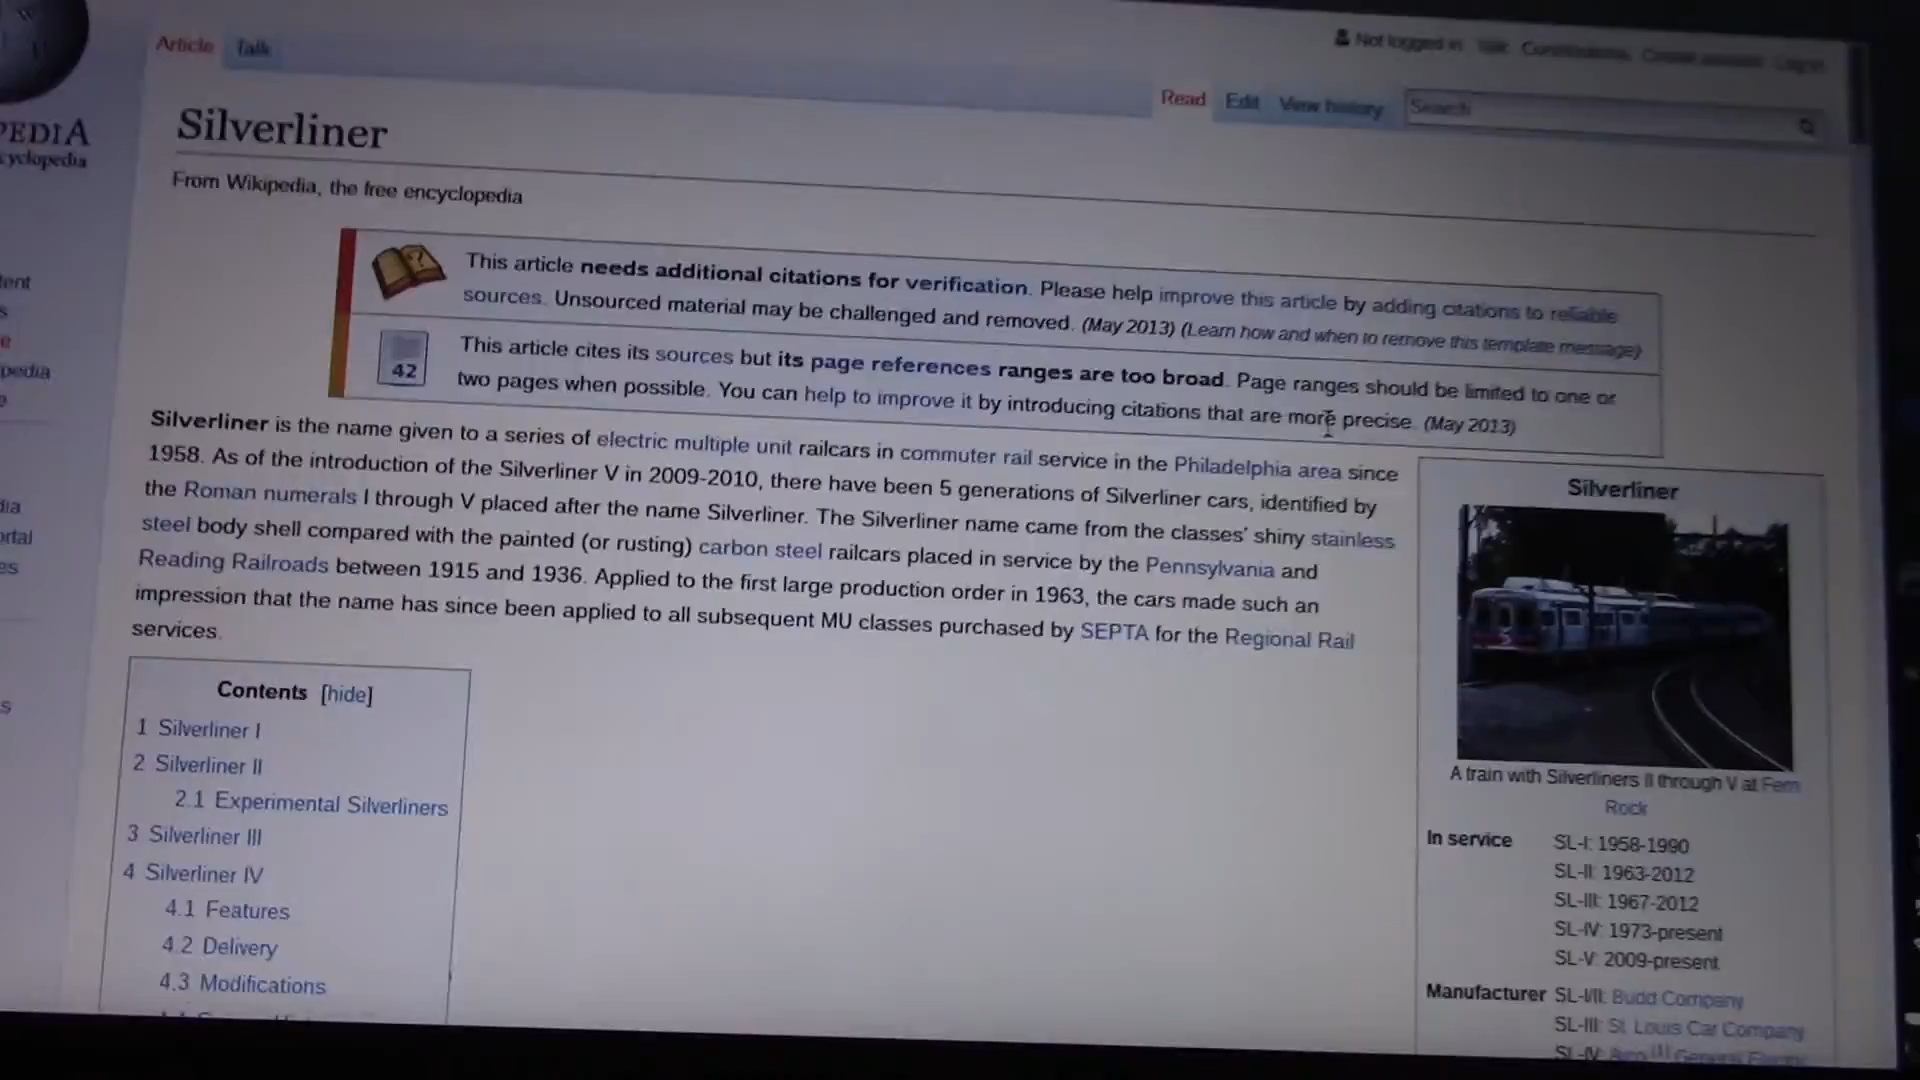 Not logged in Talk Contributions Create account Log in
Article Talk
Read Edit View history Search
PEDIA
cyclopedia
Silverliner
From Wikipedia, the free encyclopedia
This article needs additional citations for verification. Please help improve this article by adding citations to reliable
sources. Unsourced material may be challenged and removed. (May 2013) (Learn how and when to remove this template message)
42
This article cites its sources but its page references ranges are too broad. Page ranges should be limited to one or
two pages when possible. You can help to improve it by introducing citations that are more precise. (May 2013)
Silverliner is the name given to a series of electric multiple unit railcars in commuter rail service in the Philadelphia area since
1958. As of the introduction of the Silverliner V in 2009-2010, there have been 5 generations of Silverliner cars, identified by
the Roman numerals I through V placed after the name Silverliner. The Silverliner name came from the classes' shiny stainless
steel body shell compared with the painted (or rusting) carbon steel railcars placed in service by the Pennsylvania and
Reading Railroads between 1915 and 1936. Applied to the first large production order in 1963, the cars made such an
impression that the name has since been applied to all subsequent MU classes purchased by SEPTA for the Regional Rail
services.
Contents [hide]
1 Silverliner I
2 Silverliner II
2.1 Experimental Silverliners
3 Silverliner III
4 Silverliner IV
4.1 Features
4.2 Delivery
4.3 Modifications
Silverliner
A train with Silverliners II through V at Fern
Rock
In service SL-I: 1958-1990
SL-II: 1963-2012
SL-III: 1967-2012
SL-IV: 1973-present
SL-V: 2009-present
Manufacturer SL-I/II: Budd Company
SL-III: St. Louis Car Company
SL-IV: [1] General Electric
pedia